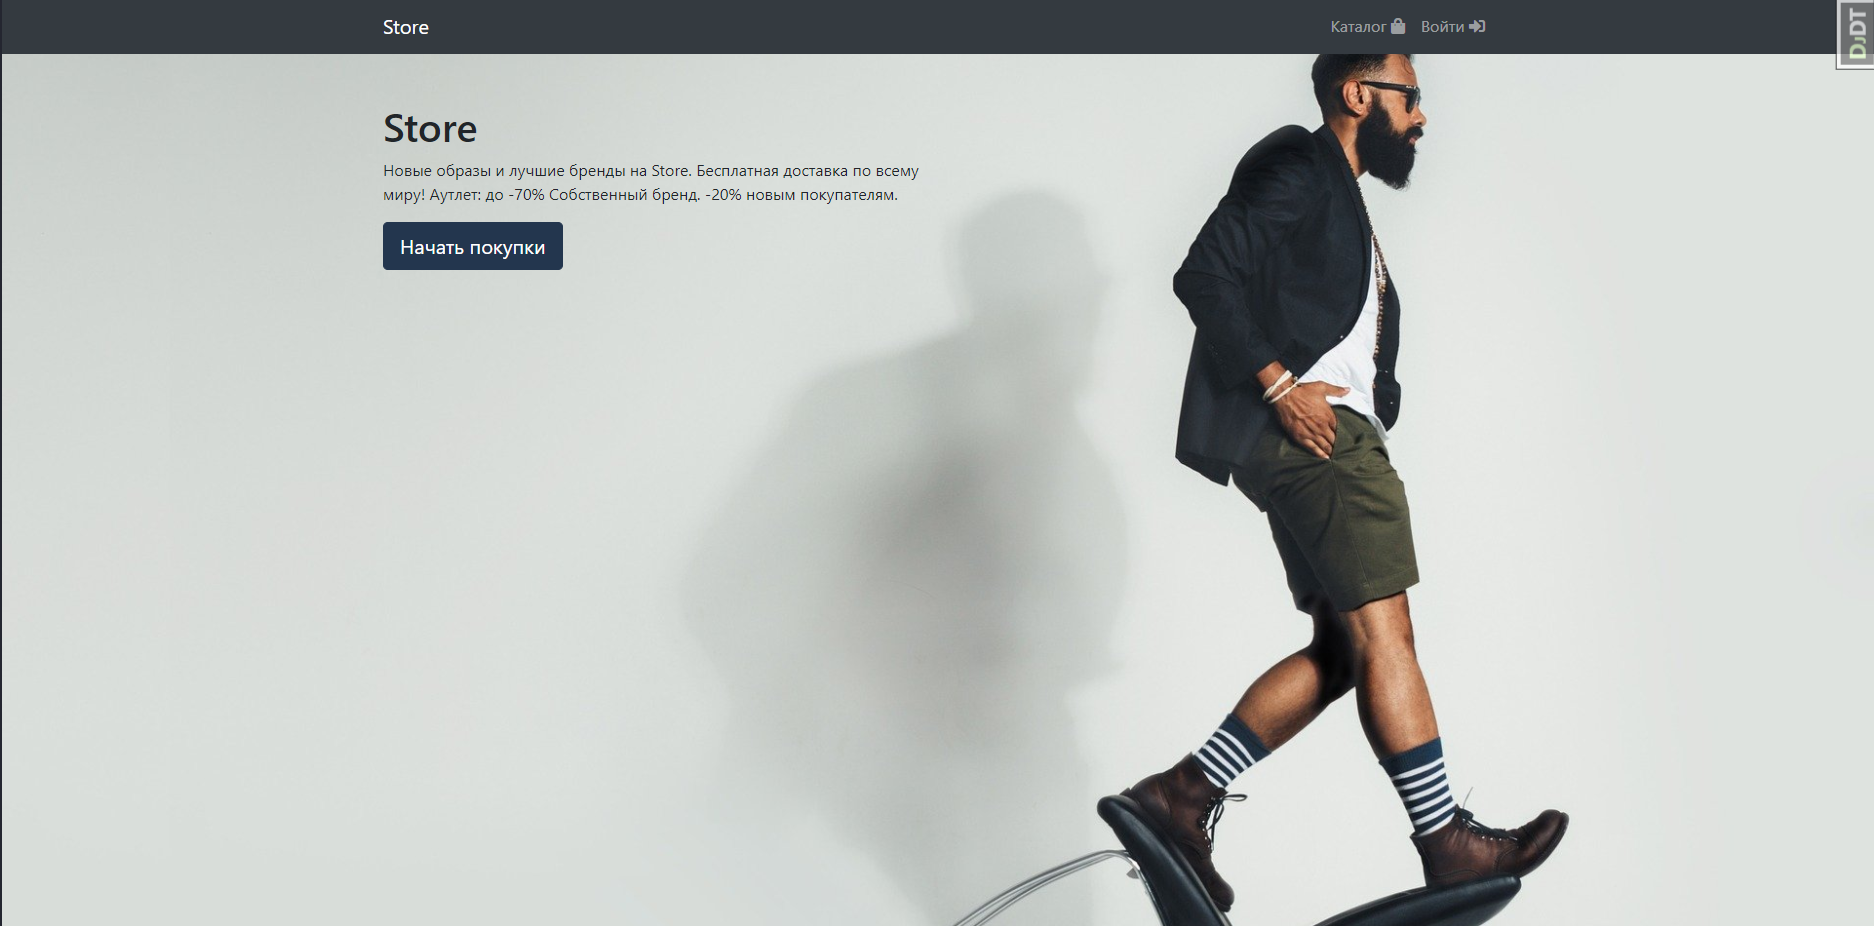 Store
Каталог
Войти
DjDT
Store
Новые образы и лучшие бренды на Store. Бесплатная доставка по всему
миру! Аутлет: до -70% Собственный бренд. -20% новым покупателям.
Начать покупки